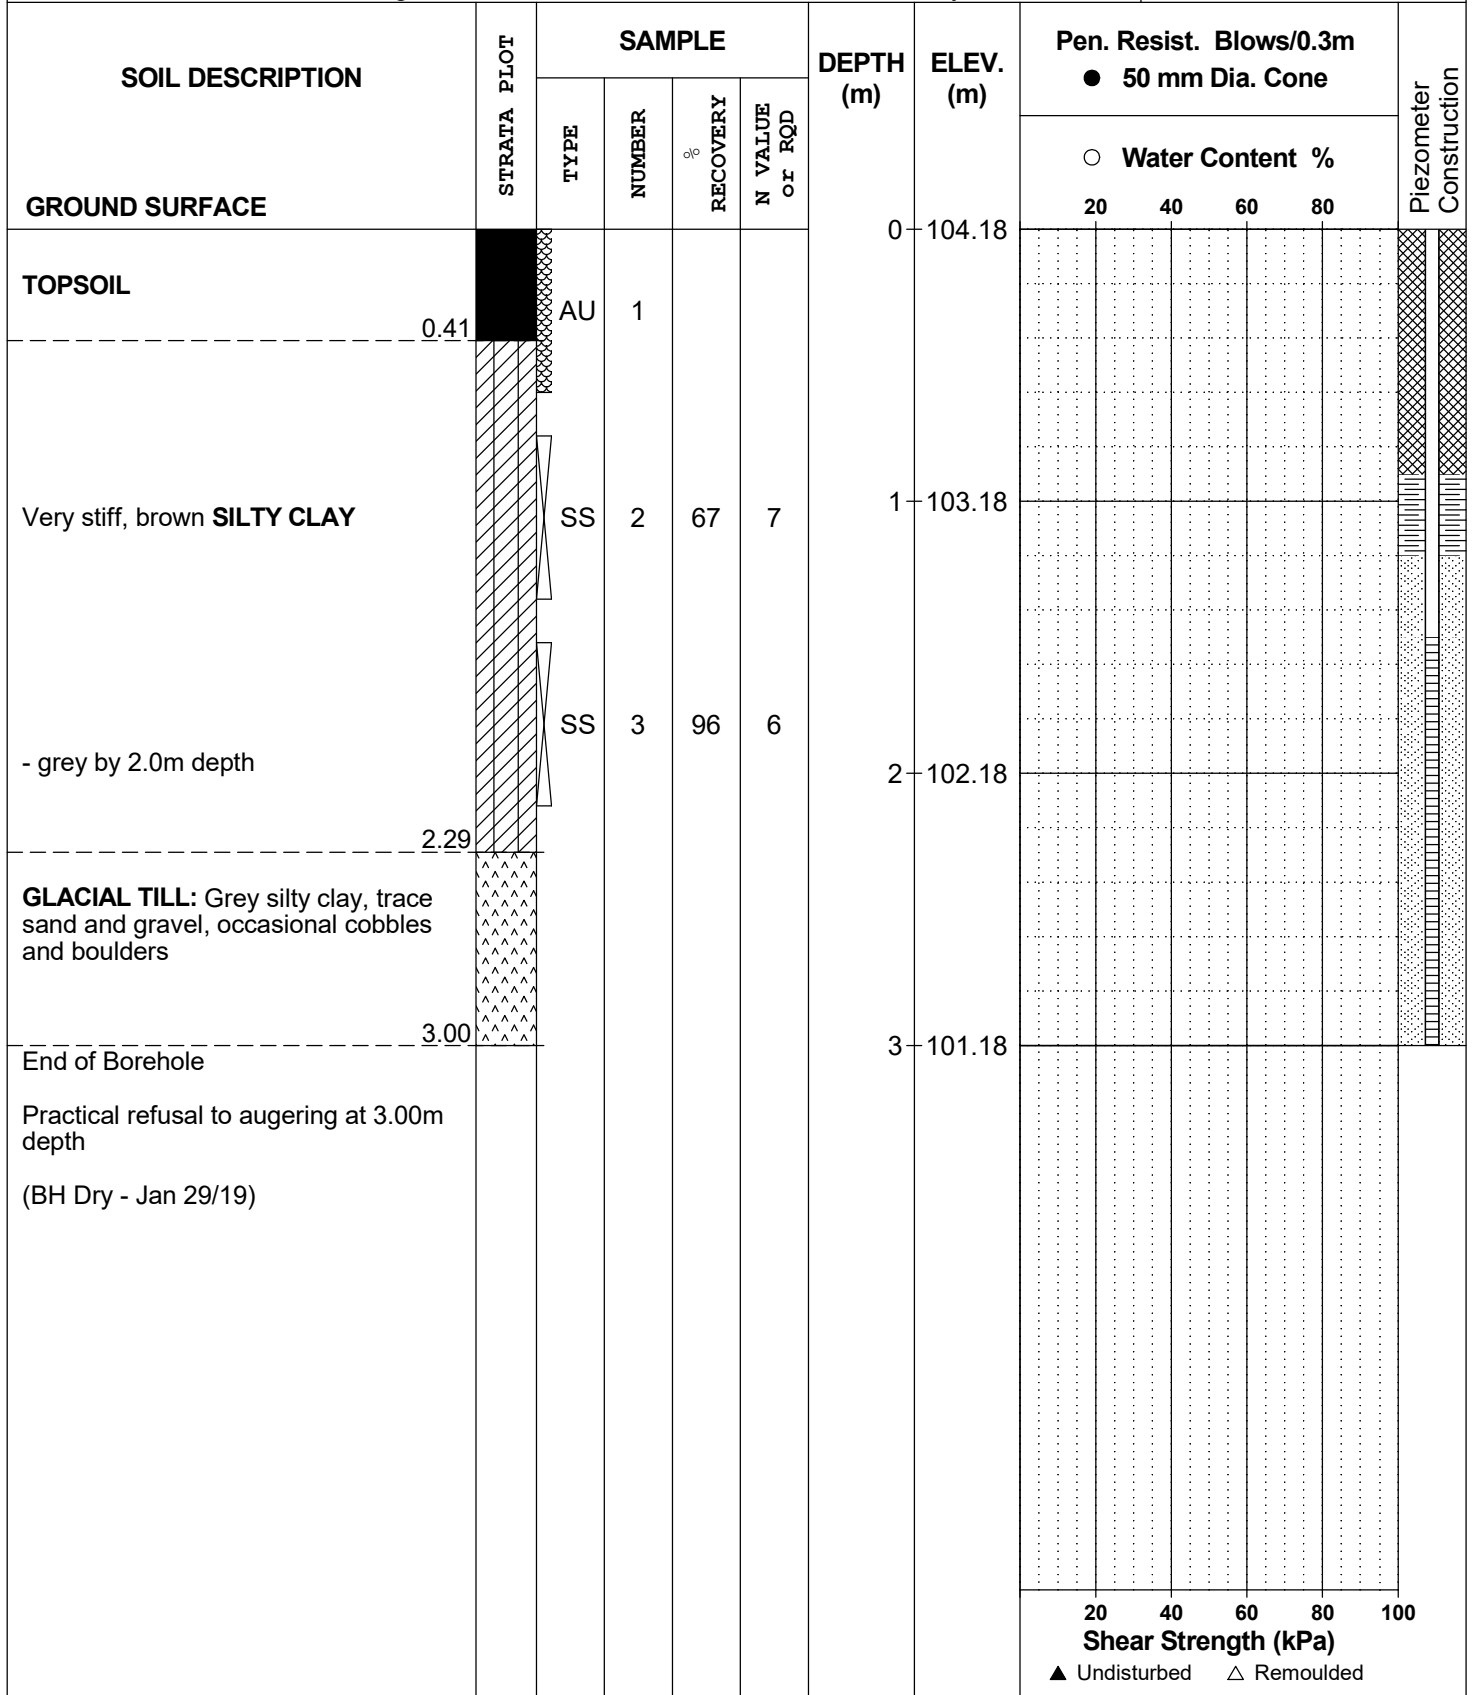 SOIL DESCRIPTION
GROUND SURFACE
STRATA PLOT
SAMPLE
TYPE
NUMBER
%
RECOVERY
N VALUE
or RQD
DEPTH
(m)
ELEV.
(m)
Pen. Resist. Blows/0.3m
● 50 mm Dia. Cone
○ Water Content %
20 40 60 80
Piezometer
Construction
0 104.18
TOPSOIL
AU 1
0.41
1 103.18
Very stiff, brown SILTY CLAY
SS 2 67 7
SS 3 96 6
- grey by 2.0m depth
2 102.18
2.29
GLACIAL TILL: Grey silty clay, trace
sand and gravel, occasional cobbles
and boulders
3.00
3 101.18
End of Borehole
Practical refusal to augering at 3.00m
depth
(BH Dry - Jan 29/19)
20 40 60 80 100
Shear Strength (kPa)
▲ Undisturbed △ Remoulded